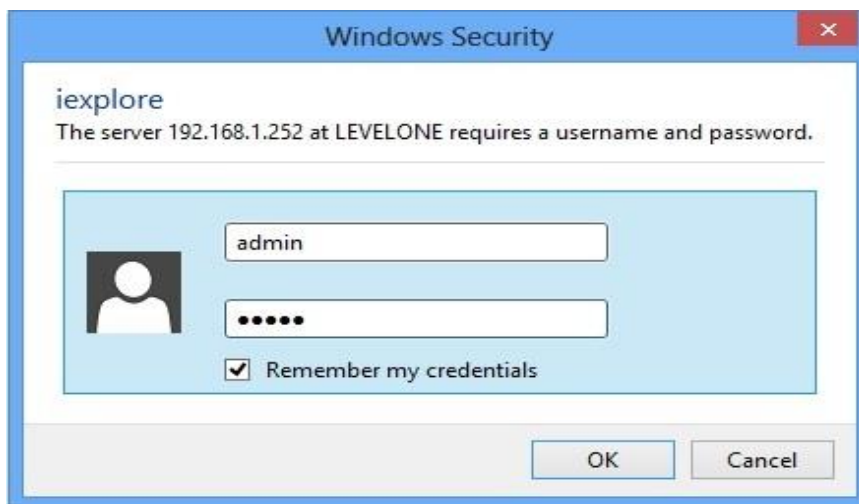 Windows Security
iexplore
The server 192.168.1.252 at LEVELONE requires a username and password.
admin
●●●●●
Remember my credentials
OK
Cancel